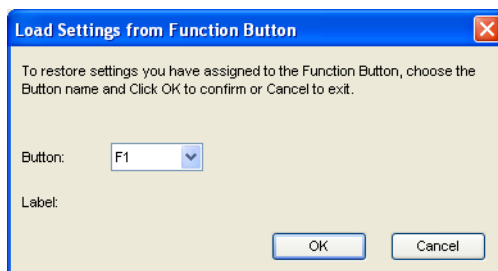 Load Settings from Function Button
To restore settings you have assigned to the Function Button, choose the
Button name and Click OK to confirm or Cancel to exit.
Button: F1
Label:
OK Cancel